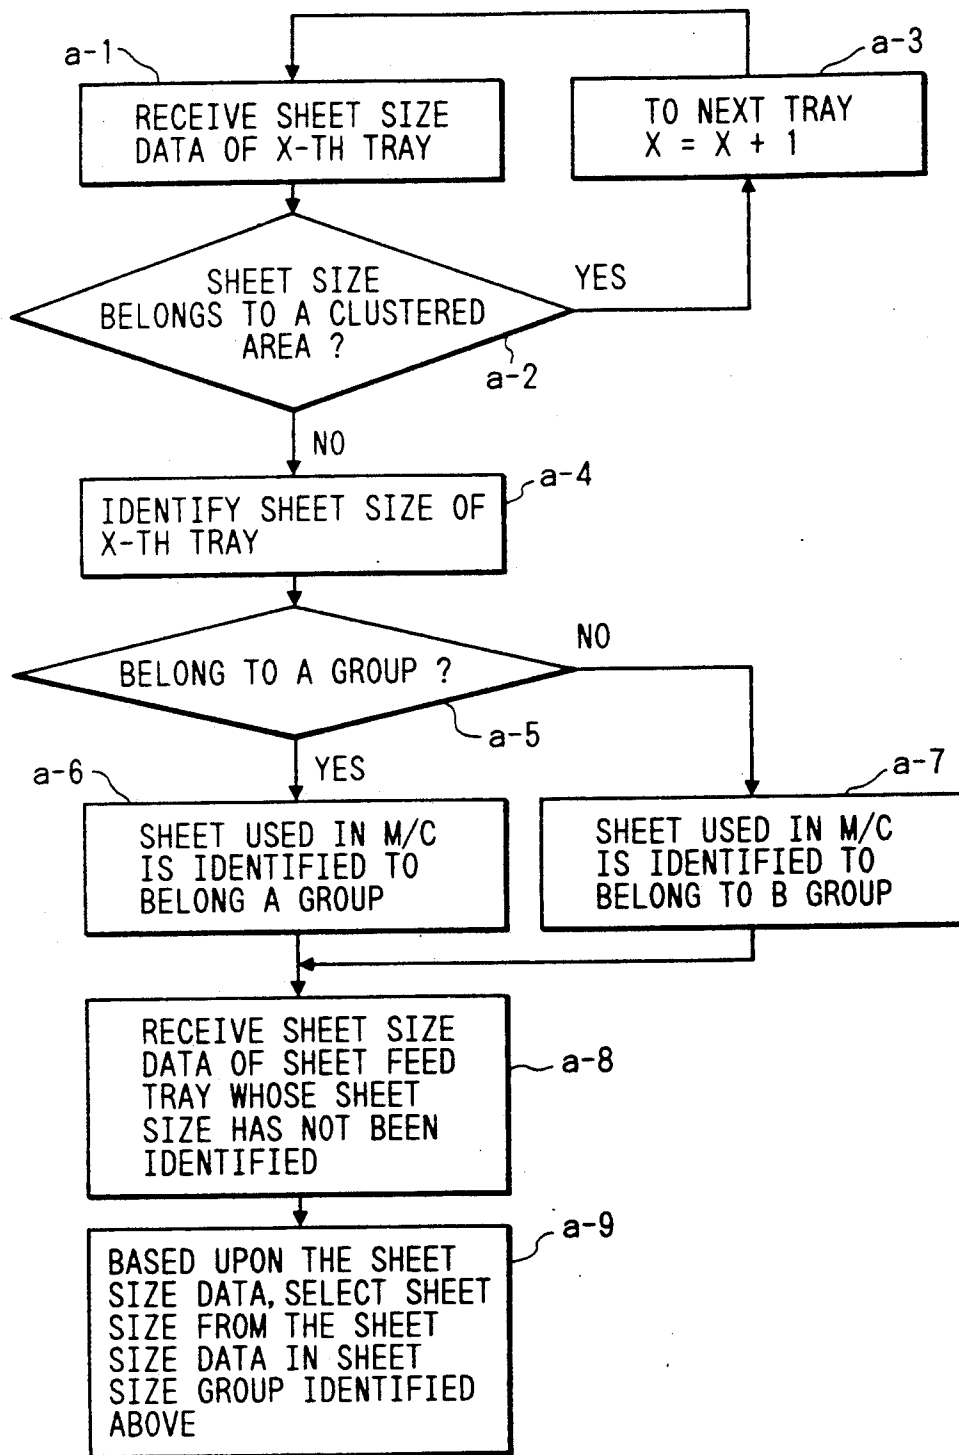 a-1
a-3
RECEIVE SHEET SIZE
DATA OF X-TH TRAY
TO NEXT TRAY
X = X + 1
SHEET SIZE
BELONGS TO A CLUSTERED
AREA ?
YES
a-2
NO
a-4
IDENTIFY SHEET SIZE OF
X-TH TRAY
BELONG TO A GROUP ?
NO
a-5
YES
a-6
a-7
SHEET USED IN M/C
IS IDENTIFIED TO
BELONG A GROUP
SHEET USED IN M/C
IS IDENTIFIED TO
BELONG TO B GROUP
RECEIVE SHEET SIZE
DATA OF SHEET FEED
TRAY WHOSE SHEET
SIZE HAS NOT BEEN
IDENTIFIED
a-8
a-9
BASED UPON THE SHEET
SIZE DATA, SELECT SHEET
SIZE FROM THE SHEET
SIZE DATA IN SHEET
SIZE GROUP IDENTIFIED
ABOVE